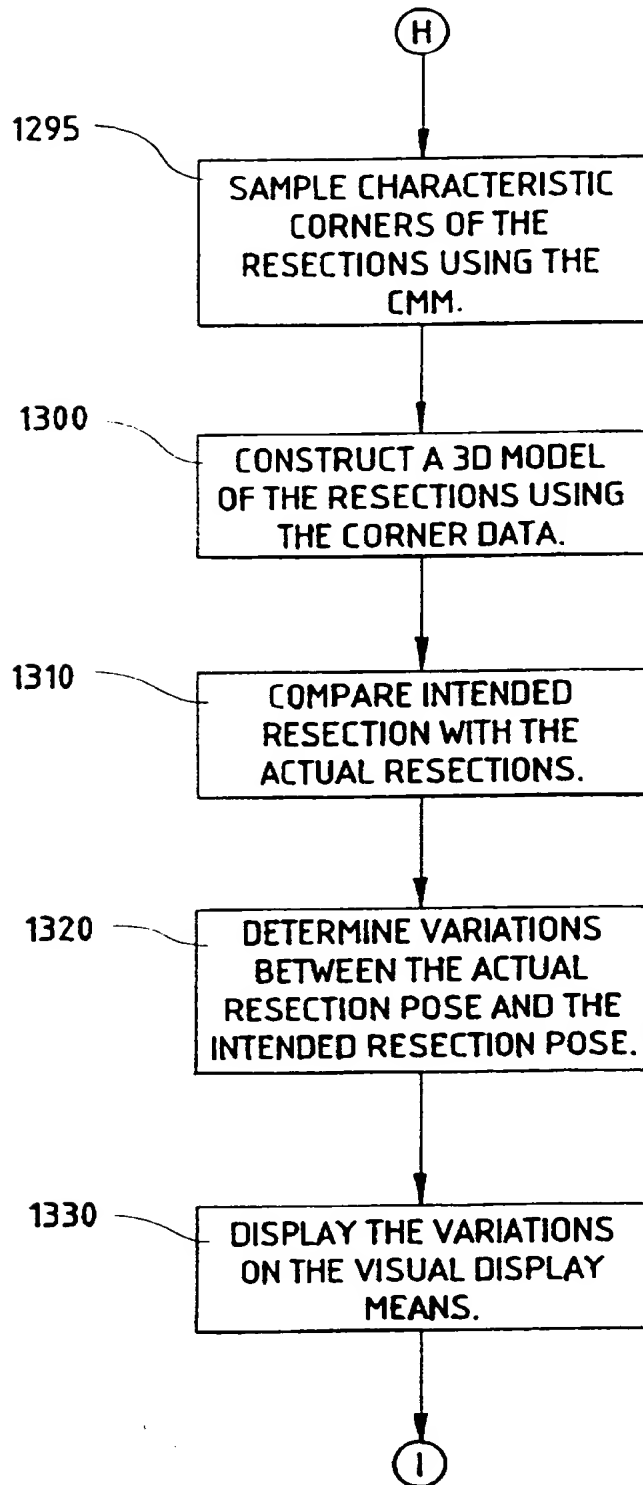 H
1295
SAMPLE CHARACTERISTIC
CORNERS OF THE
RESECTIONS USING THE
CMM.
1300
CONSTRUCT A 3D MODEL
OF THE RESECTIONS USING
THE CORNER DATA.
1310
COMPARE INTENDED
RESECTION WITH THE
ACTUAL RESECTIONS.
1320
DETERMINE VARIATIONS
BETWEEN THE ACTUAL
RESECTION POSE AND THE
INTENDED RESECTION POSE.
1330
DISPLAY THE VARIATIONS
ON THE VISUAL DISPLAY
MEANS.
I